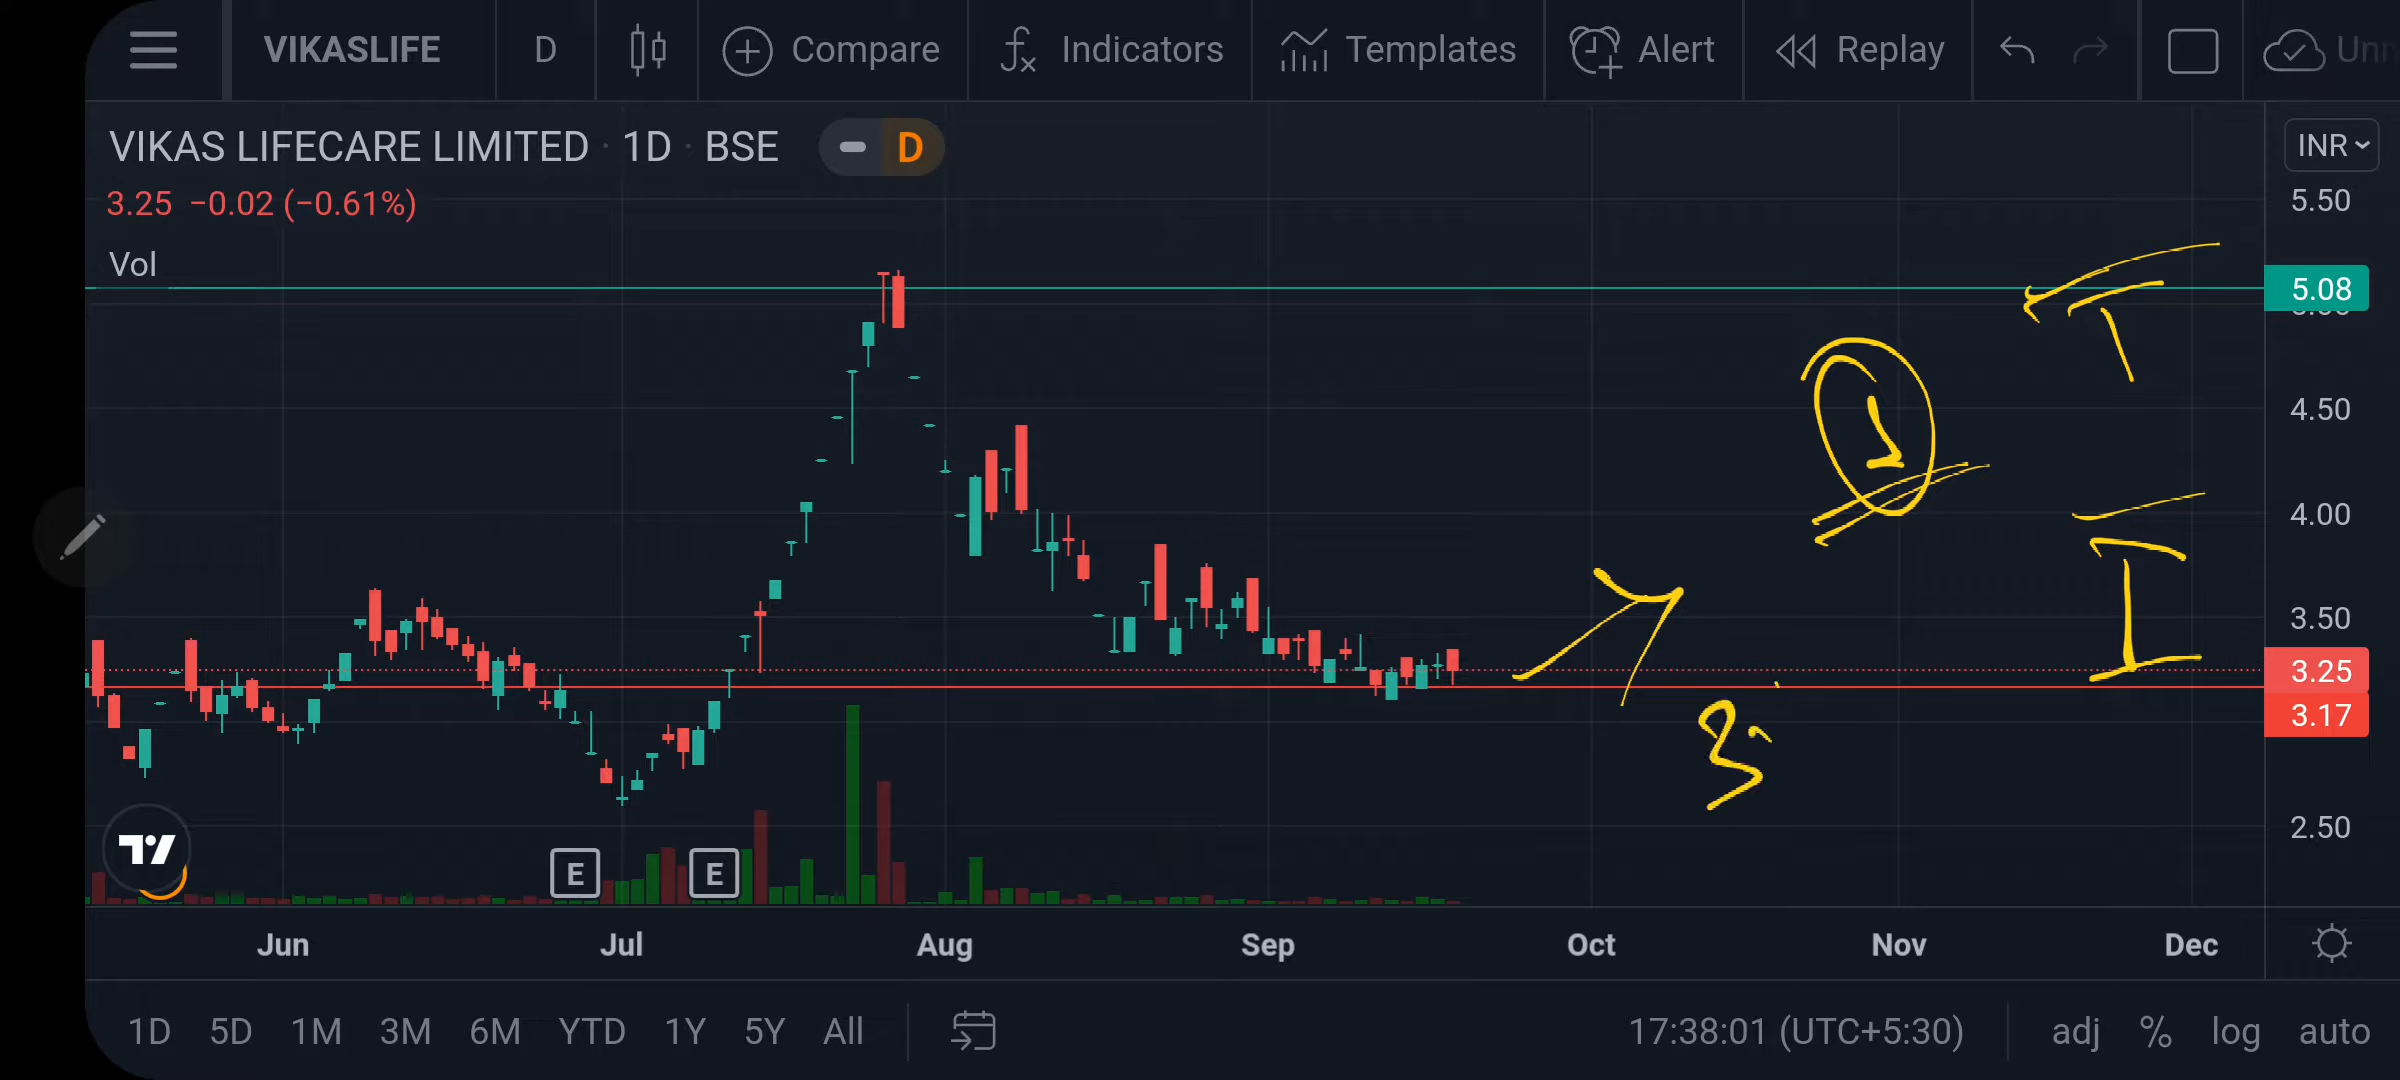 VIKASLIFE D Compare Indicators Templates Alert Replay
VIKAS LIFECARE LIMITED · 1D · BSE D
INR
3.25 −0.02 (−0.61%)
Vol
5.50
5.08
4.50
4.00
3.50
3.25
3.17
2.50
E E
Jun Jul Aug Sep Oct Nov Dec
1D 5D 1M 3M 6M YTD 1Y 5Y All 17:38:01 (UTC+5:30) adj % log auto